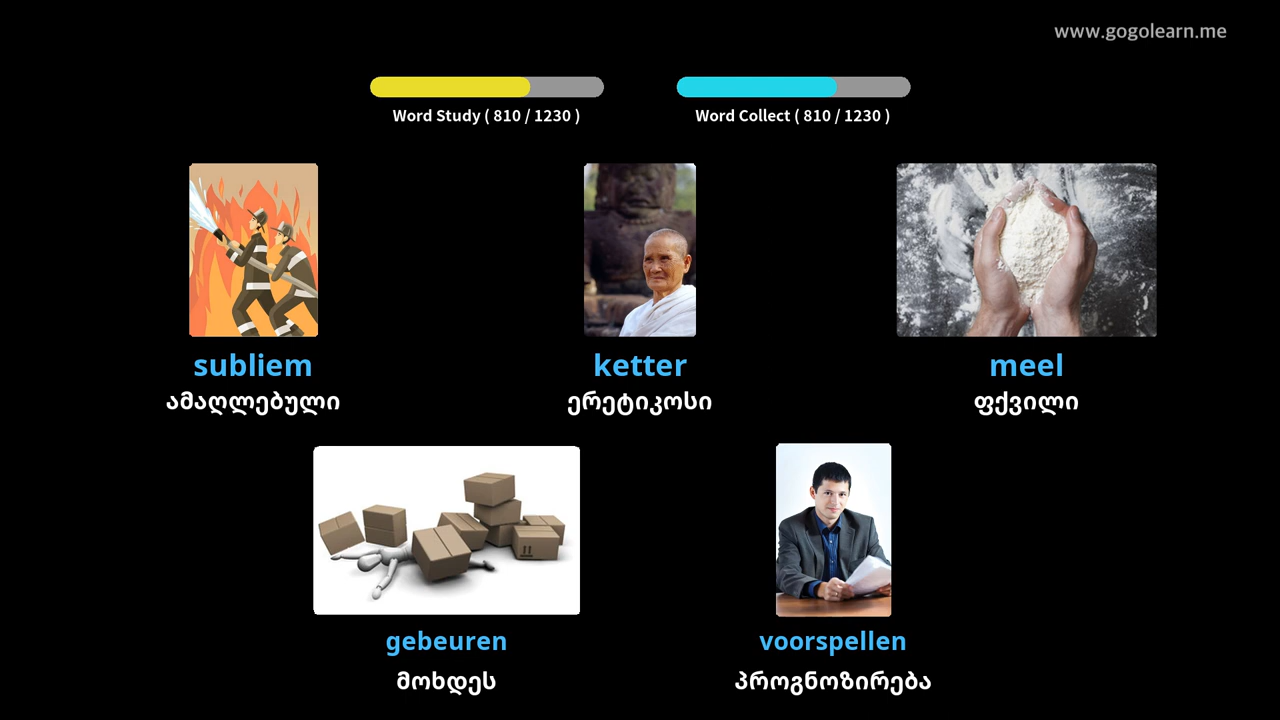 www.gogolearn.me
Word Study ( 810 / 1230 )
Word Collect ( 810 / 1230 )
subliem
ამაღლებული
ketter
ერეტიკოსი
meel
ფქვილი
gebeuren
მოხდეს
voorspellen
პროგნოზირება